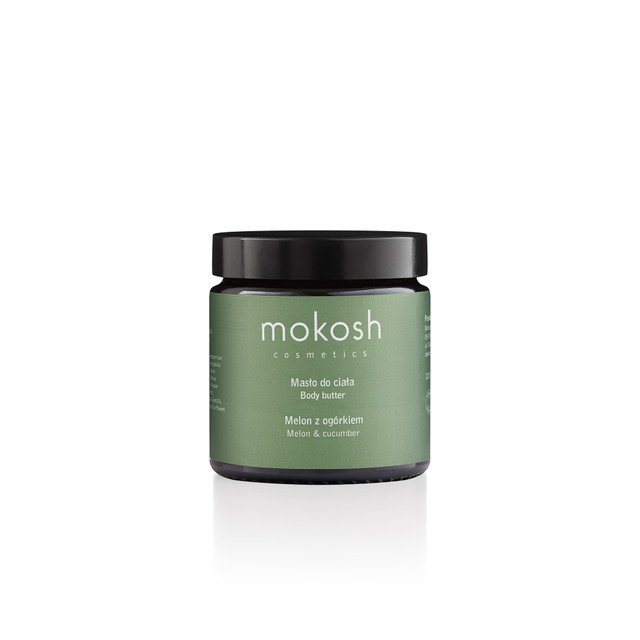 mokosh
cosmetics
Masło do ciała
Body butter
Melon z ogórkiem
Melon & cucumber